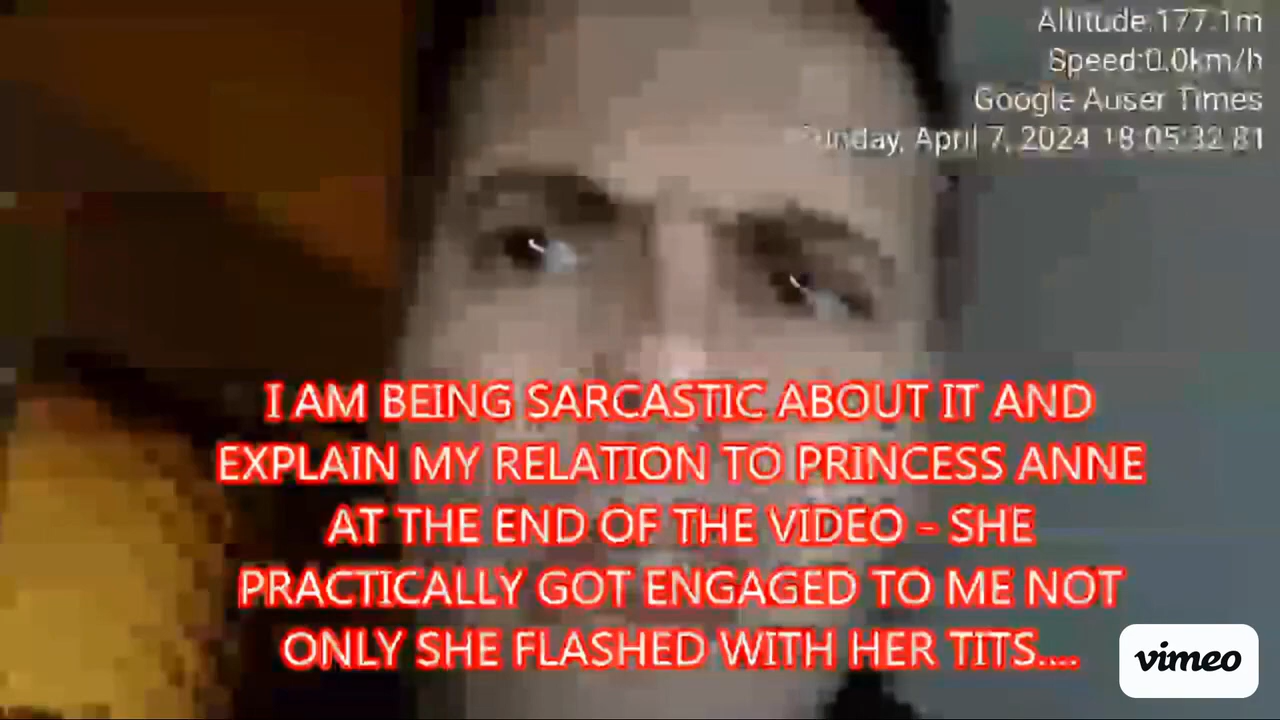 Altitude:177.1m
Speed:0.0km/h
Google Auser Times
Sunday, April 7, 2024 18:05:32.81
I AM BEING SARCASTIC ABOUT IT AND
EXPLAIN MY RELATION TO PRINCESS ANNE
AT THE END OF THE VIDEO - SHE
PRACTICALLY GOT ENGAGED TO ME NOT
ONLY SHE FLASHED WITH HER TITS....
vimeo